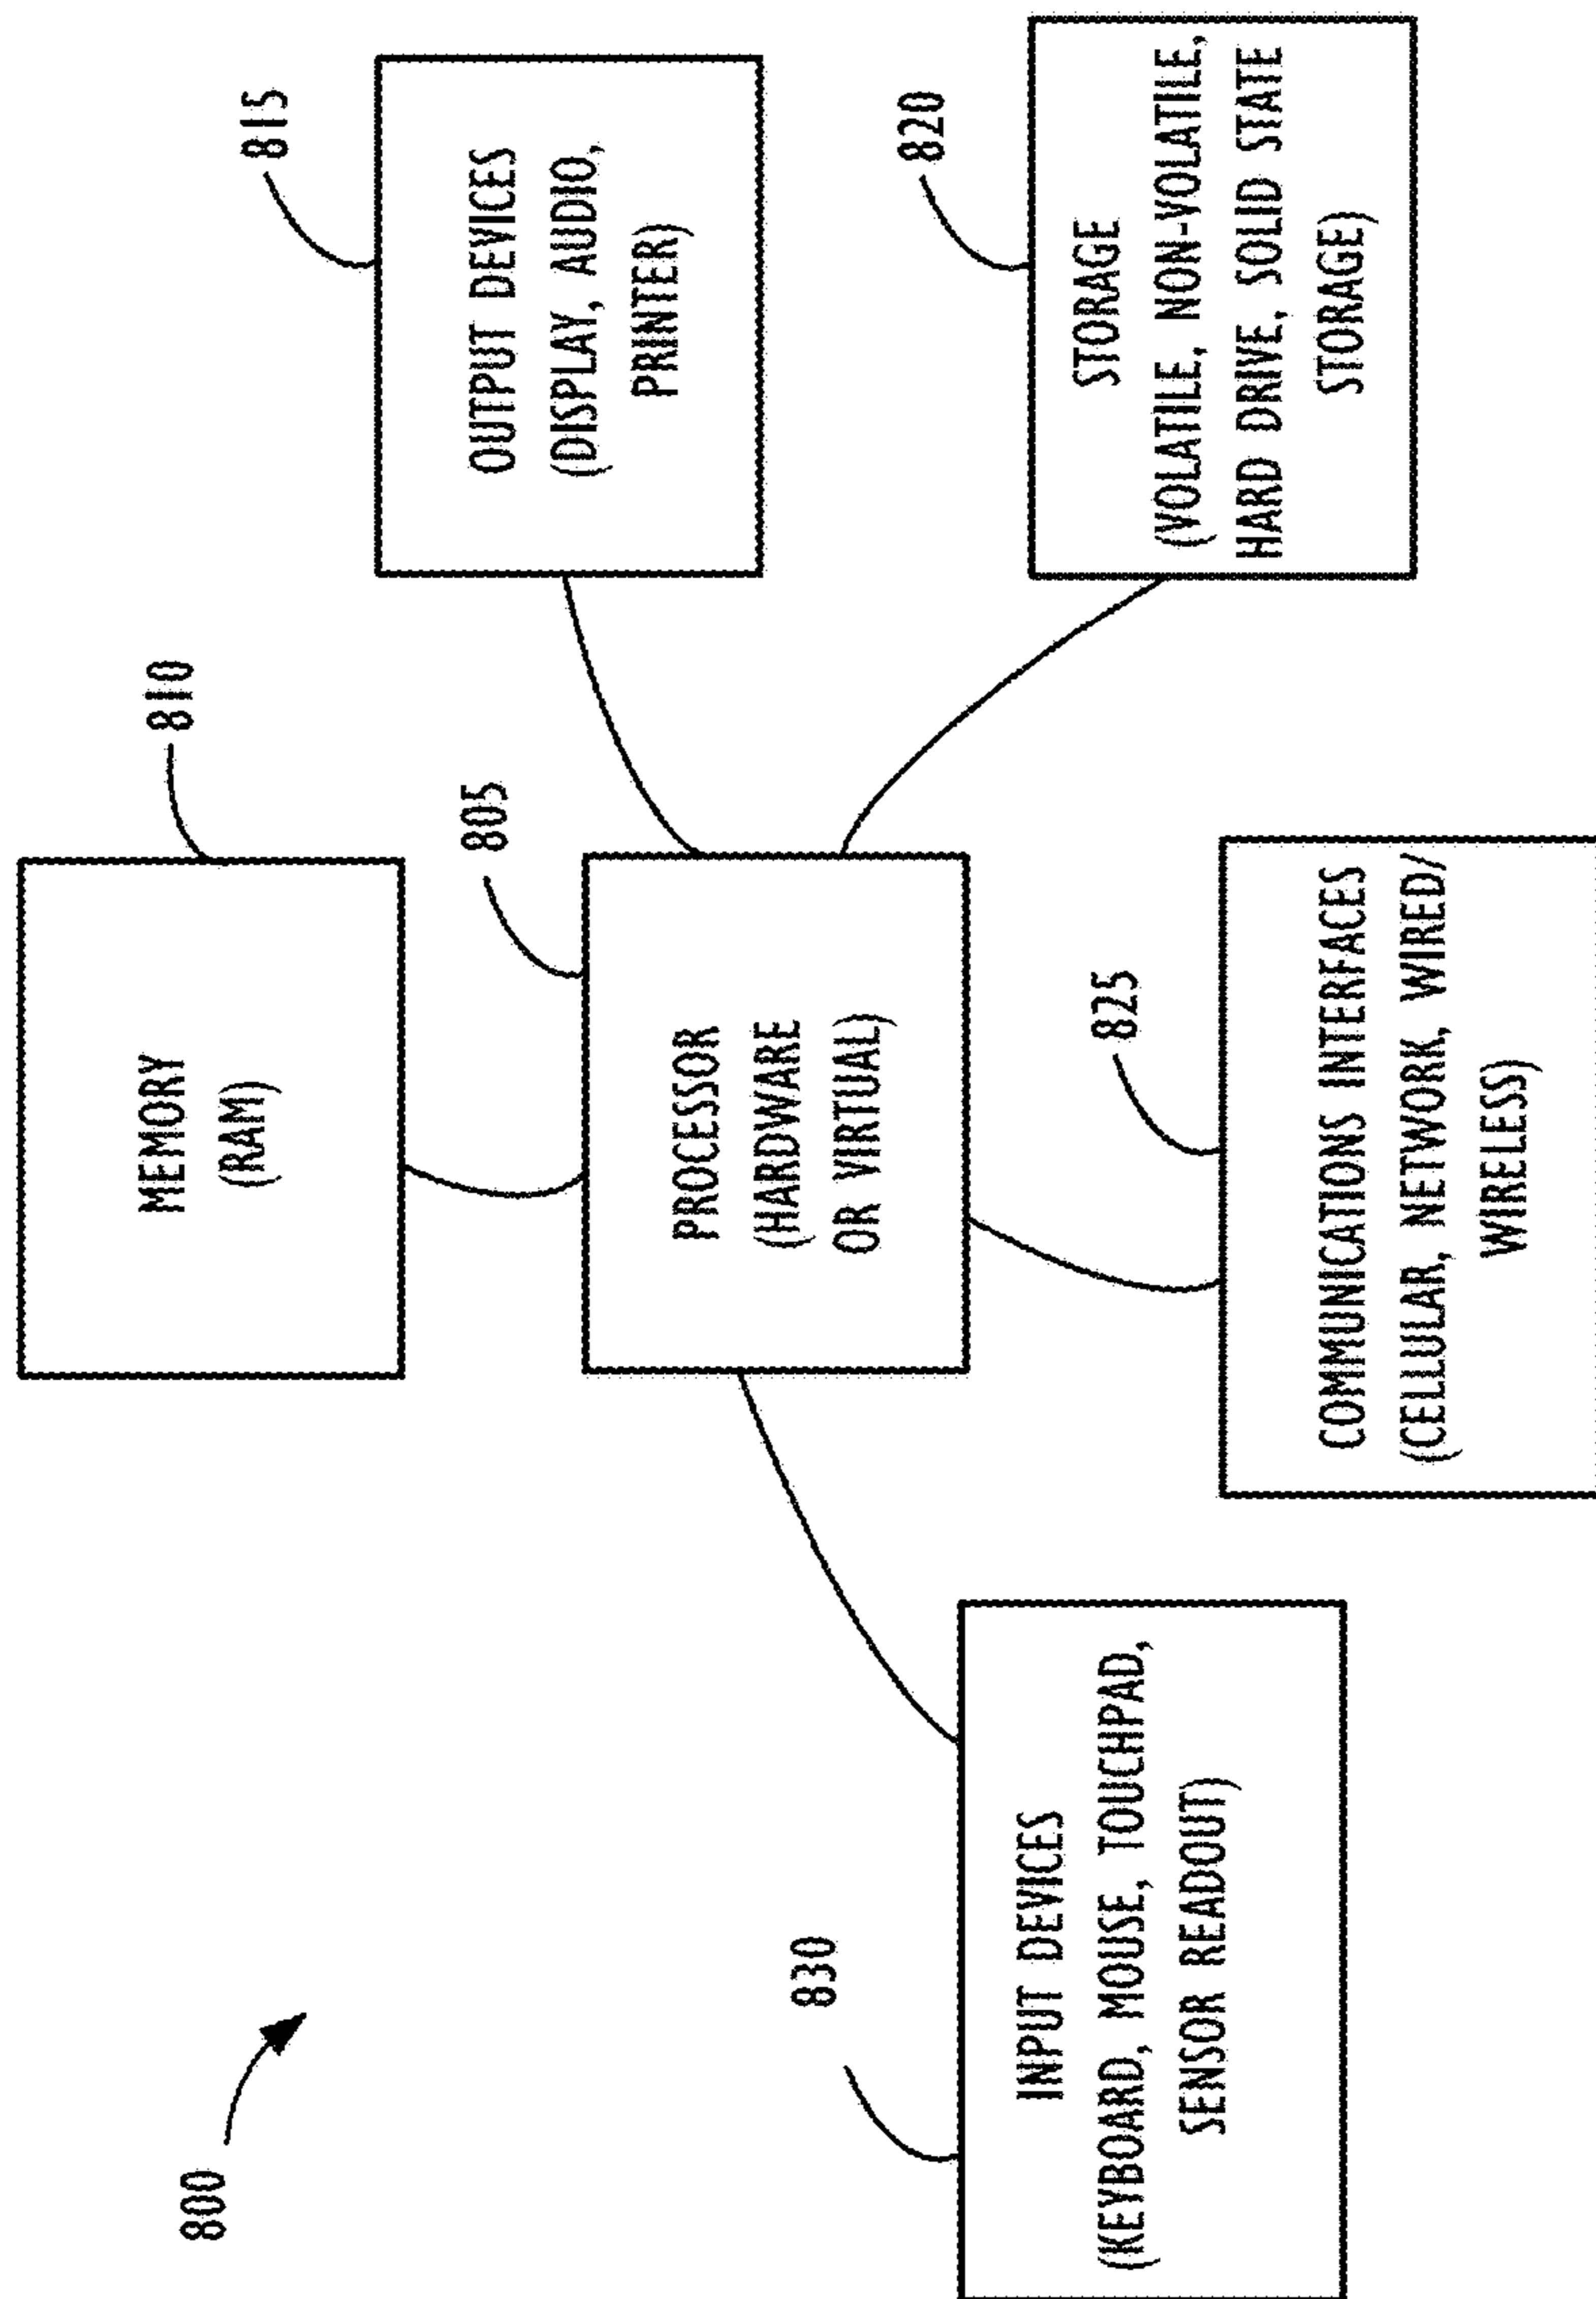 800
MEMORY
(RAM)
810
805
PROCESSOR
(HARDWARE
OR VIRTUAL)
815
OUTPUT DEVICES
(DISPLAY, AUDIO,
PRINTER)
830
INPUT DEVICES
(KEYBOARD, MOUSE, TOUCHPAD,
SENSOR READOUT)
825
COMMUNICATIONS INTERFACES
(CELLULAR, NETWORK, WIRED/
WIRELESS)
820
STORAGE
(VOLATILE, NON-VOLATILE,
HARD DRIVE, SOLID STATE
STORAGE)